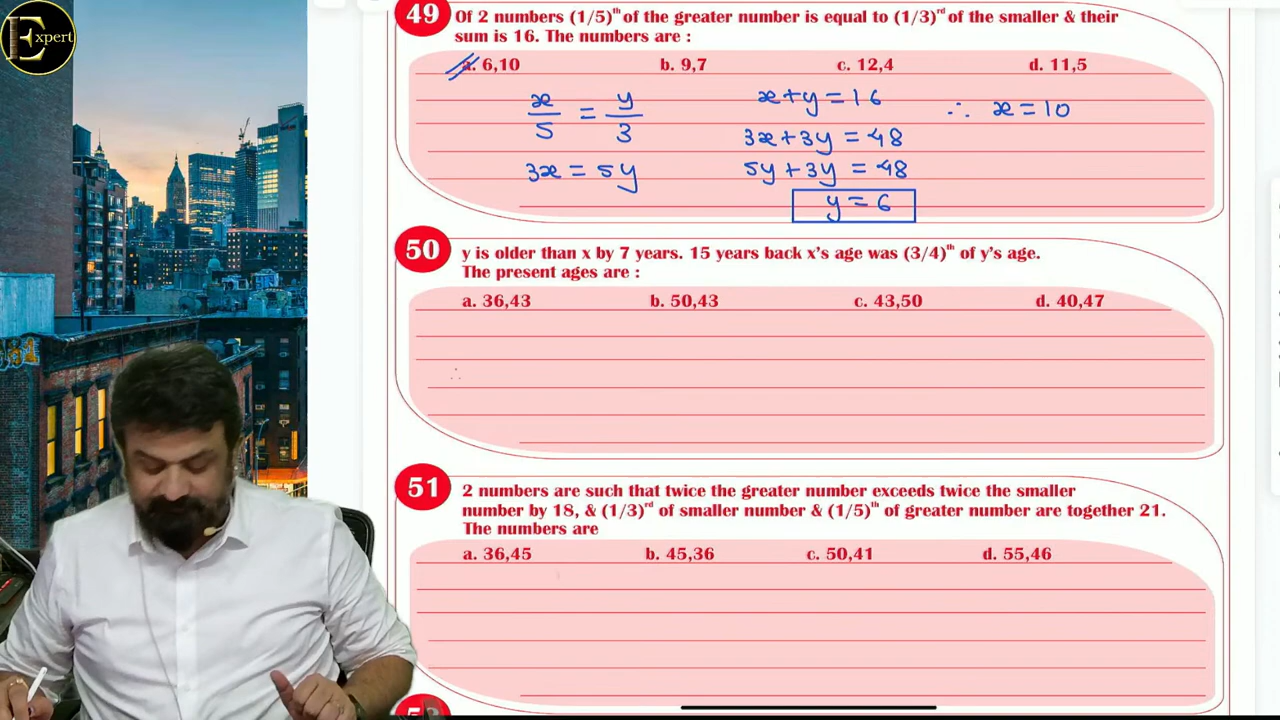 Expert
49
Of 2 numbers (1/5)th of the greater number is equal to (1/3)rd of the smaller & their
sum is 16. The numbers are :
a. 6,10 b. 9,7 c. 12,4 d. 11,5
x/5 = y/3
3x = 5y
x+y = 16
3x+3y = 48
5y+3y = 48
y = 6
∴ x = 10
50
y is older than x by 7 years. 15 years back x's age was (3/4)th of y's age.
The present ages are :
a. 36,43 b. 50,43 c. 43,50 d. 40,47
51
2 numbers are such that twice the greater number exceeds twice the smaller
number by 18, & (1/3)rd of smaller number & (1/5)th of greater number are together 21.
The numbers are
a. 36,45 b. 45,36 c. 50,41 d. 55,46